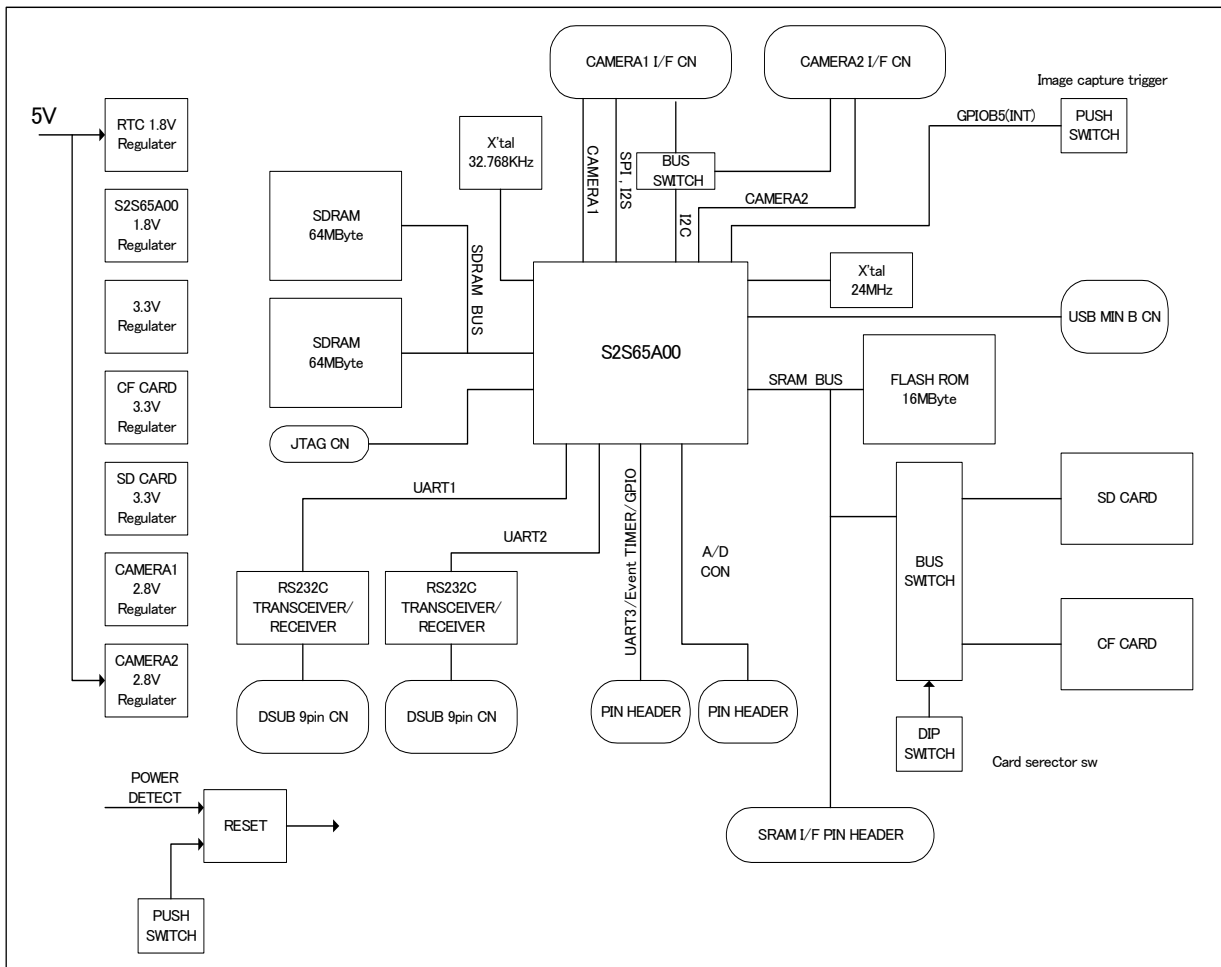 CAMERA1 I/F CN
CAMERA2 I/F CN
Image capture trigger
5V
RTC 1.8V
Regulater
GPIOB5(INT)
PUSH
SWITCH
X'tal
32.768KHz
CAMERA1
SPI , I2S
BUS
SWITCH
S2S65A00
1.8V
Regulater
SDRAM
64MByte
I2C
CAMERA2
SDRAM BUS
X'tal
24MHz
3.3V
Regulater
SDRAM
64MByte
S2S65A00
USB MIN B CN
CF CARD
3.3V
Regulater
SRAM BUS
FLASH ROM
16MByte
JTAG CN
SD CARD
3.3V
Regulater
UART1
UART2
UART3/Event TIMER/GPIO
A/D
CON
SD CARD
BUS
SWITCH
CAMERA1
2.8V
Regulater
RS232C
TRANSCEIVER/
RECEIVER
RS232C
TRANSCEIVER/
RECEIVER
CF CARD
CAMERA2
2.8V
Regulater
DSUB 9pin CN
DSUB 9pin CN
PIN HEADER
PIN HEADER
DIP
SWITCH
Card serector sw
POWER
DETECT
RESET
SRAM I/F PIN HEADER
PUSH
SWITCH